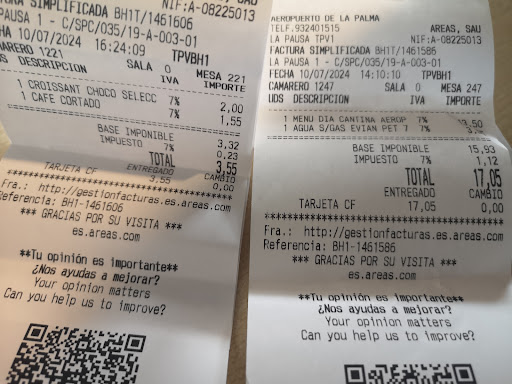 NIF:A-08225013
FACTURA SIMPLIFICADA BH1T/1461606
LA PAUSA 1 - C/SPC/035/19-A-003-01
FECHA 10/07/2024 16:24:09 TPVBH1
CAMARERO 1221 SALA 0 MESA 221
UDS DESCRIPCION IVA IMPORTE
1 CROISSANT CHOCO SELECC 7% 2,00
1 CAFE CORTADO 7% 1,55
BASE IMPONIBLE 3,32
IMPUESTO 7% 0,23
TOTAL 3,55
ENTREGADO CAMBIO
TARJETA CF 3,55 0,00
Fra.: http://gestionfacturas.es.areas.com
Referencia: BH1-1461606
*** GRACIAS POR SU VISITA ***
es.areas.com
**Tu opinión es importante**
¿Nos ayudas a mejorar?
Your opinion matters
Can you help us to improve?
AEROPUERTO DE LA PALMA
TELF.932401515 AREAS, SAU
LA PAUSA TPV1 NIF:A-08225013
FACTURA SIMPLIFICADA BH1T/1461586
LA PAUSA 1 - C/SPC/035/19-A-003-01
FECHA 10/07/2024 14:10:10 TPVBH1
CAMARERO 1247 SALA 0 MESA 247
UDS DESCRIPCION IVA IMPORTE
1 MENU DIA CANTINA AEROP 7%
1 AGUA S/GAS EVIAN PET 7%
BASE IMPONIBLE 15,93
IMPUESTO 7% 1,12
TOTAL 17,05
ENTREGADO CAMBIO
TARJETA CF 17,05 0,00
Fra.: http://gestionfacturas.es.areas.com
Referencia: BH1-1461586
*** GRACIAS POR SU VISITA ***
es.areas.com
**Tu opinión es importante**
¿Nos ayudas a mejorar?
Your opinion matters
Can you help us to improve?